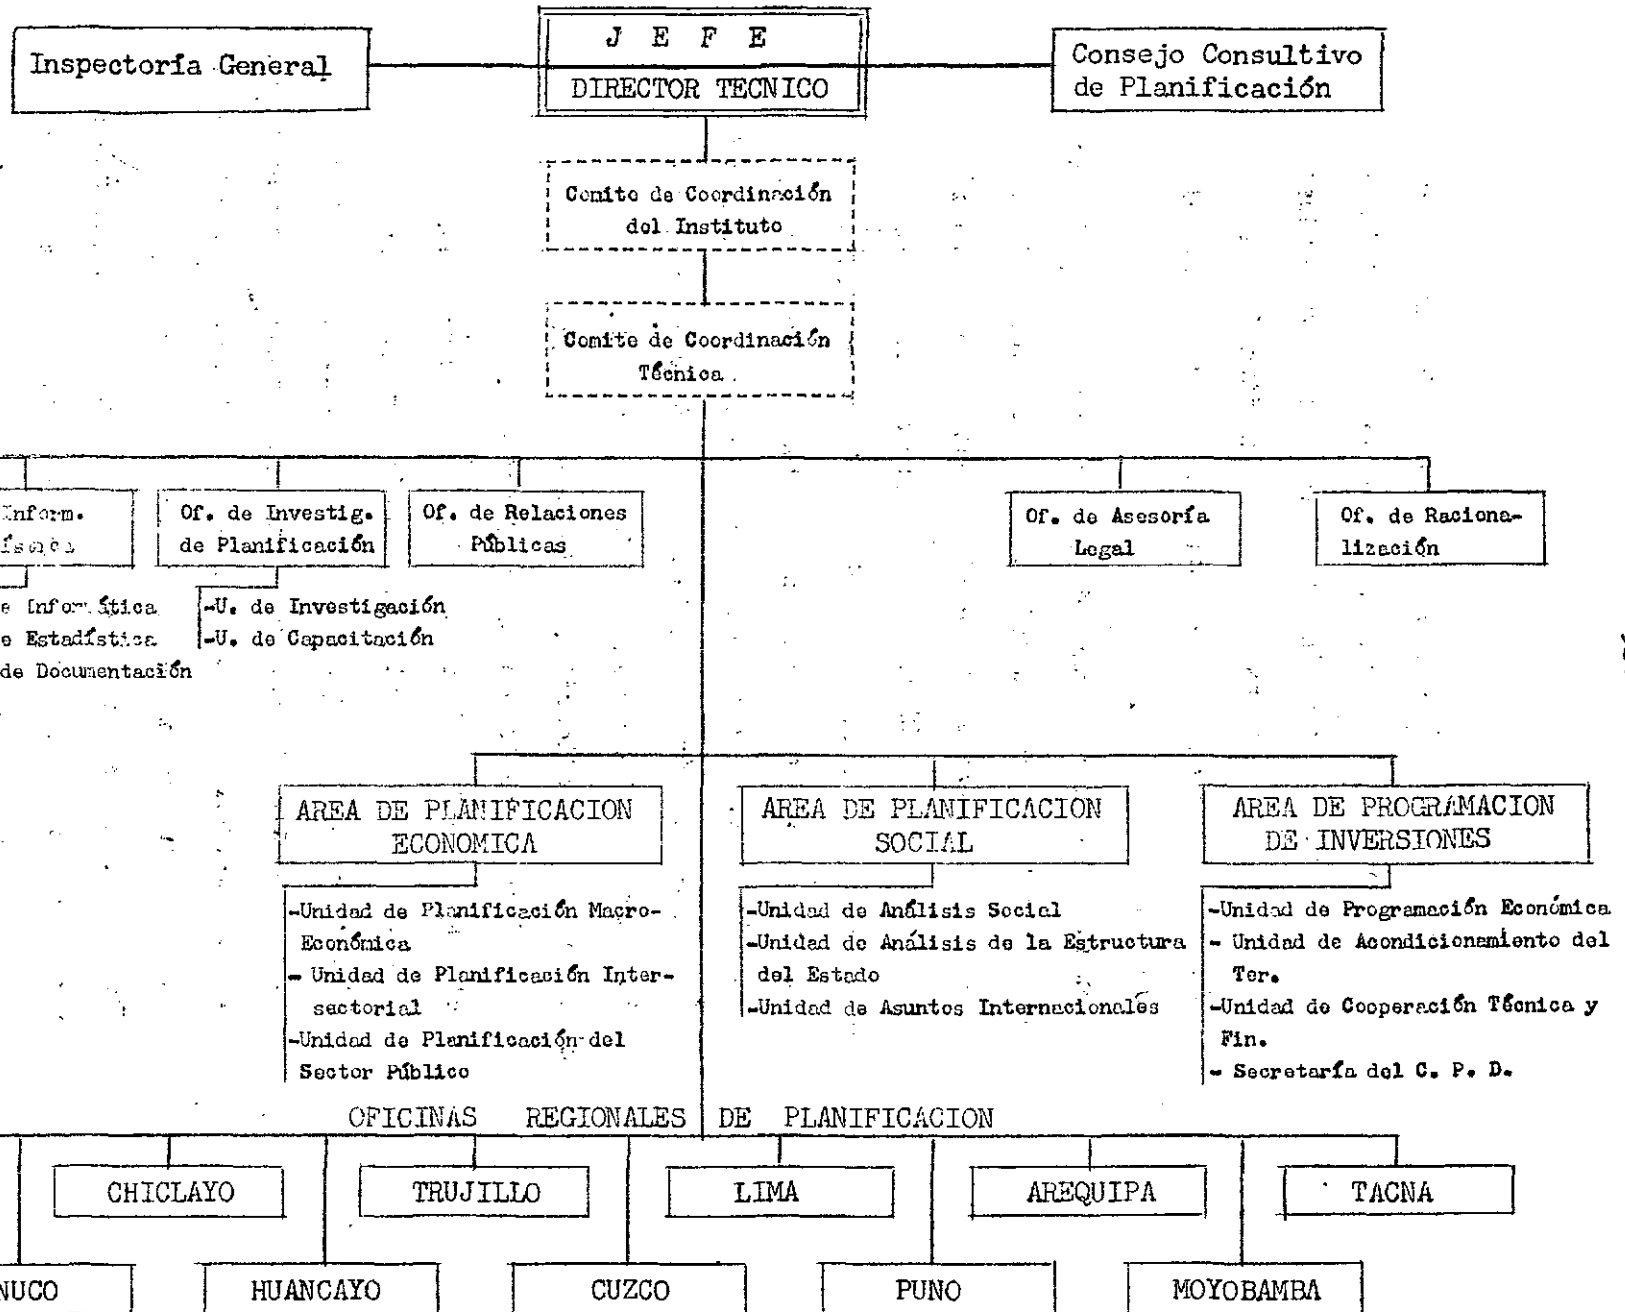 J E F E
DIRECTOR TECNICO
Inspectoría General
Consejo Consultivo
de Planificación
Comite de Coordinación
del Instituto
Comite de Coordinación
Técnica
Inform.
Of. de Investig.
de Planificación
Of. de Relaciones
Públicas
Of. de Asesoría
Legal
Of. de Raciona-
lización
e Informática
e Estadística
de Documentación
-U. de Investigación
-U. de Capacitación
AREA DE PLANIFICACION
ECONOMICA
-Unidad de Planificación Macro-
Económica
- Unidad de Planificación Inter-
sectorial
-Unidad de Planificación del
Sector Público
AREA DE PLANIFICACION
SOCIAL
-Unidad de Análisis Social
-Unidad de Análisis de la Estructura
del Estado
-Unidad de Asuntos Internacionales
AREA DE PROGRAMACION
DE INVERSIONES
-Unidad de Programación Económica
- Unidad de Acondicionamiento del
Ter.
-Unidad de Cooperación Técnica y
Fin.
- Secretaría del C. P. D.
OFICINAS REGIONALES DE PLANIFICACION
CHICLAYO
TRUJILLO
LIMA
AREQUIPA
TACNA
NUCO
HUANCAYO
CUZCO
PUNO
MOYOBAMBA